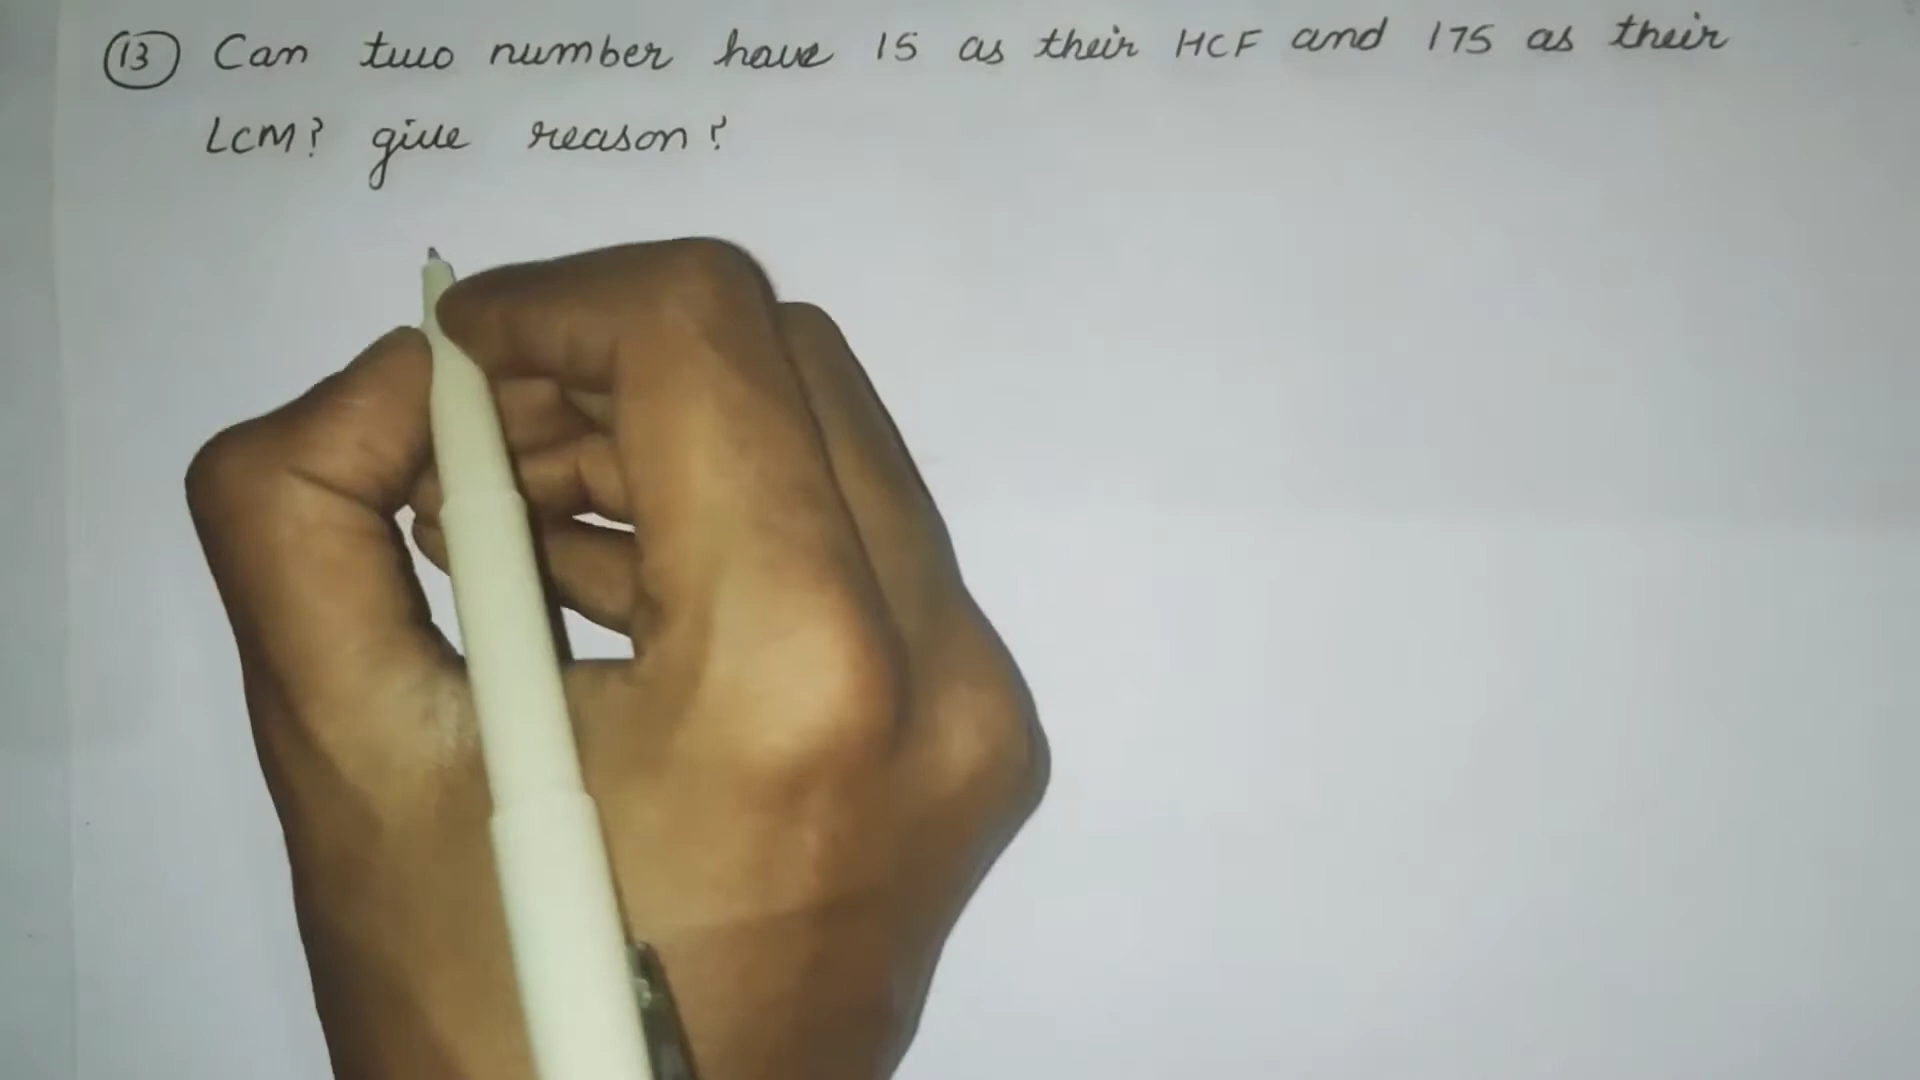 13 Can two number have 15 as their HCF and 175 as their
LCM? give reason?